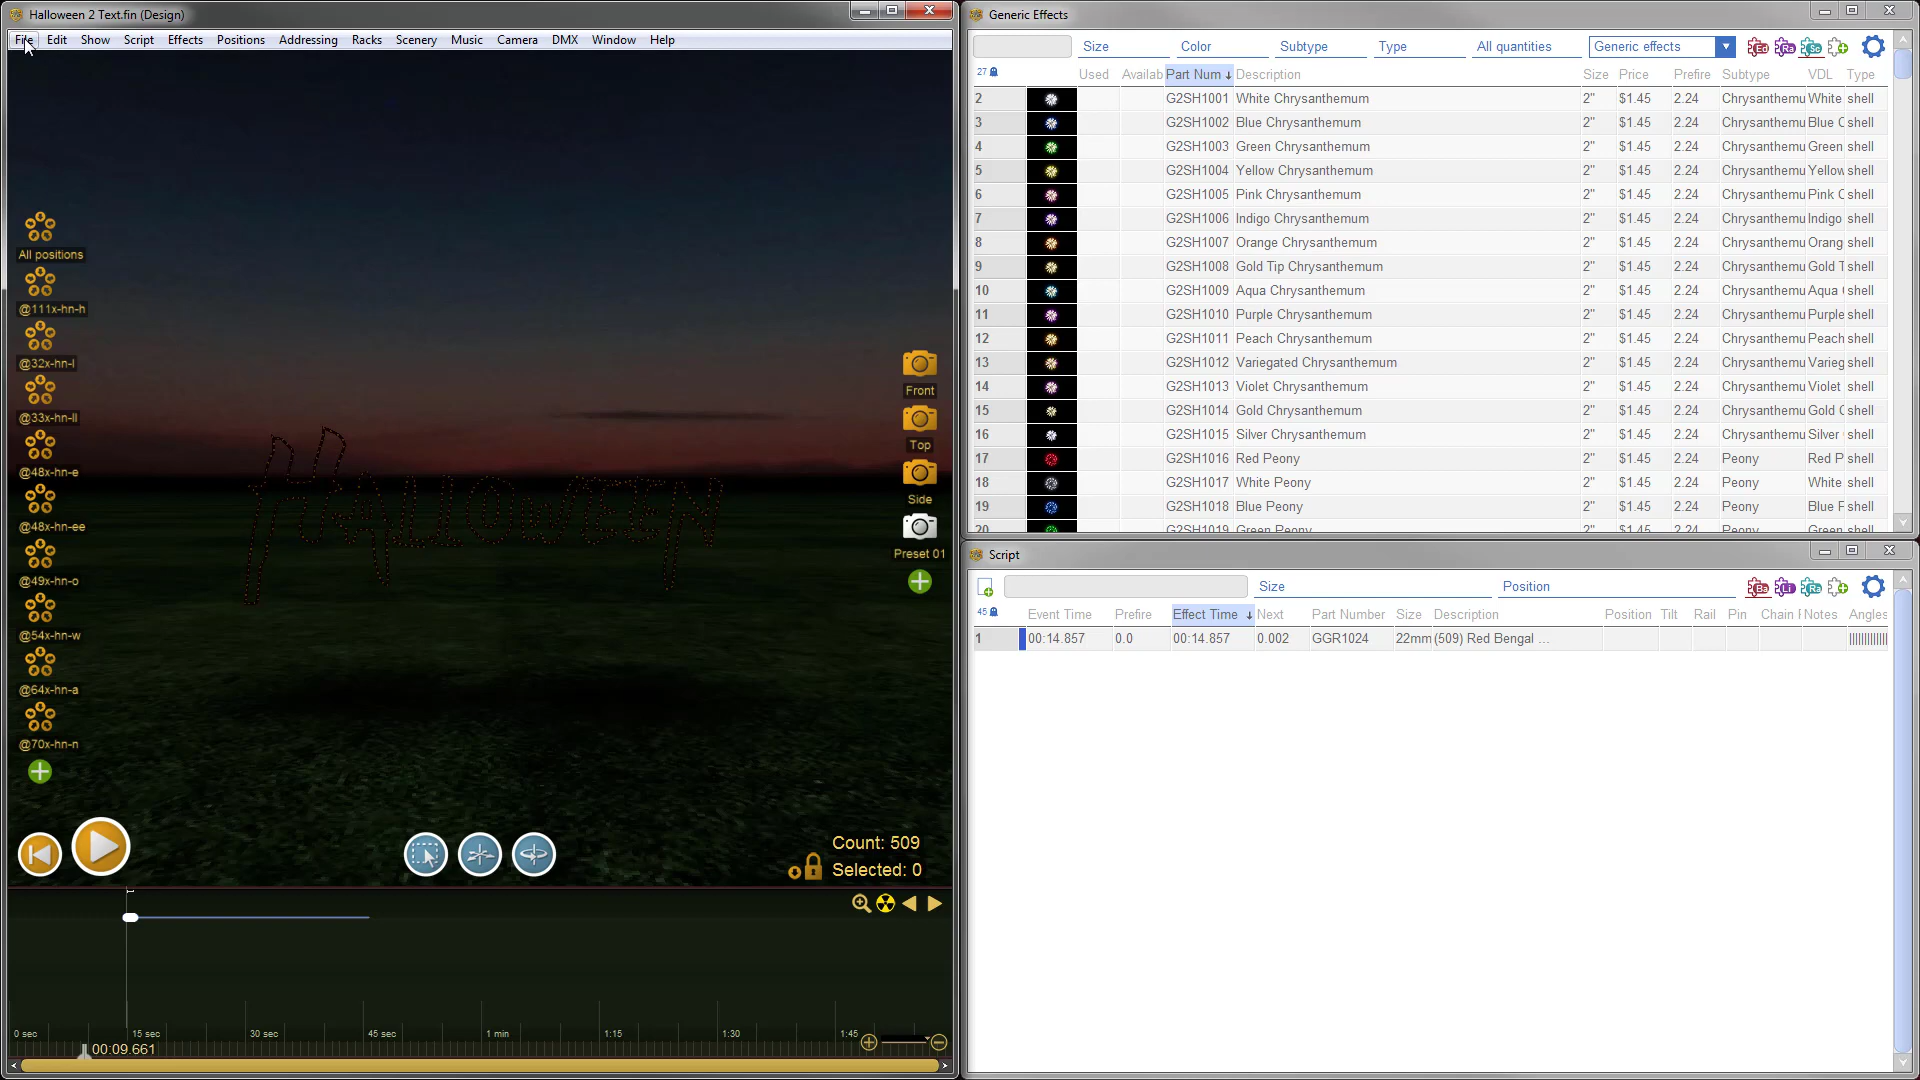 Halloween 2 Text.fin (Design)
File Edit Show Script Effects Positions Addressing Racks Scenery Music Camera DMX Window Help
All positions
@111x-hn-h
@32x-hn-l
@33x-hn-ll
@48x-hn-e
@48x-hn-ee
@49x-hn-o
@54x-hn-w
@64x-hn-a
@70x-hn-n
HALLOWEEN
Front
Top
Side
Preset 01
Count: 509
Selected: 0
0 sec 15 sec 30 sec 45 sec 1 min 1:15 1:30 1:45
00:09.661
Generic Effects
Size Color Subtype Type All quantities Generic effects
27 Used Availab Part Num Description Size Price Prefire Subtype VDL Type
2 G2SH1001 White Chrysanthemum 2" $1.45 2.24 Chrysanthemu White shell
3 G2SH1002 Blue Chrysanthemum 2" $1.45 2.24 Chrysanthemu Blue C shell
4 G2SH1003 Green Chrysanthemum 2" $1.45 2.24 Chrysanthemu Green shell
5 G2SH1004 Yellow Chrysanthemum 2" $1.45 2.24 Chrysanthemu Yellow shell
6 G2SH1005 Pink Chrysanthemum 2" $1.45 2.24 Chrysanthemu Pink C shell
7 G2SH1006 Indigo Chrysanthemum 2" $1.45 2.24 Chrysanthemu Indigo shell
8 G2SH1007 Orange Chrysanthemum 2" $1.45 2.24 Chrysanthemu Orang shell
9 G2SH1008 Gold Tip Chrysanthemum 2" $1.45 2.24 Chrysanthemu Gold T shell
10 G2SH1009 Aqua Chrysanthemum 2" $1.45 2.24 Chrysanthemu Aqua shell
11 G2SH1010 Purple Chrysanthemum 2" $1.45 2.24 Chrysanthemu Purple shell
12 G2SH1011 Peach Chrysanthemum 2" $1.45 2.24 Chrysanthemu Peach shell
13 G2SH1012 Variegated Chrysanthemum 2" $1.45 2.24 Chrysanthemu Varieg shell
14 G2SH1013 Violet Chrysanthemum 2" $1.45 2.24 Chrysanthemu Violet shell
15 G2SH1014 Gold Chrysanthemum 2" $1.45 2.24 Chrysanthemu Gold C shell
16 G2SH1015 Silver Chrysanthemum 2" $1.45 2.24 Chrysanthemu Silver shell
17 G2SH1016 Red Peony 2" $1.45 2.24 Peony Red P shell
18 G2SH1017 White Peony 2" $1.45 2.24 Peony White shell
19 G2SH1018 Blue Peony 2" $1.45 2.24 Peony Blue F shell
20 G2SH1019 Green Peony 2" $1.45 2.24 Peony Green shell
Script
Size Position
45 Event Time Prefire Effect Time Next Part Number Size Description Position Tilt Rail Pin Chain Notes Angles
1 00:14.857 0.0 00:14.857 0.002 GGR1024 22mm (509) Red Bengal ...